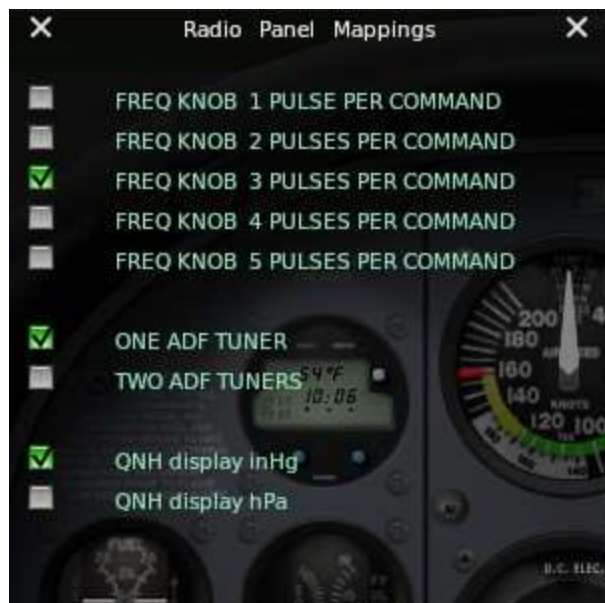 Radio Panel Mappings
FREQ KNOB 1 PULSE PER COMMAND
FREQ KNOB 2 PULSES PER COMMAND
FREQ KNOB 3 PULSES PER COMMAND
FREQ KNOB 4 PULSES PER COMMAND
FREQ KNOB 5 PULSES PER COMMAND
ONE ADF TUNER
TWO ADF TUNERS
54°F
10:06
QNH display inHg
QNH display hPa
200
180
160
140
120 100
KNOTS
FUEL
D.C. ELEC.